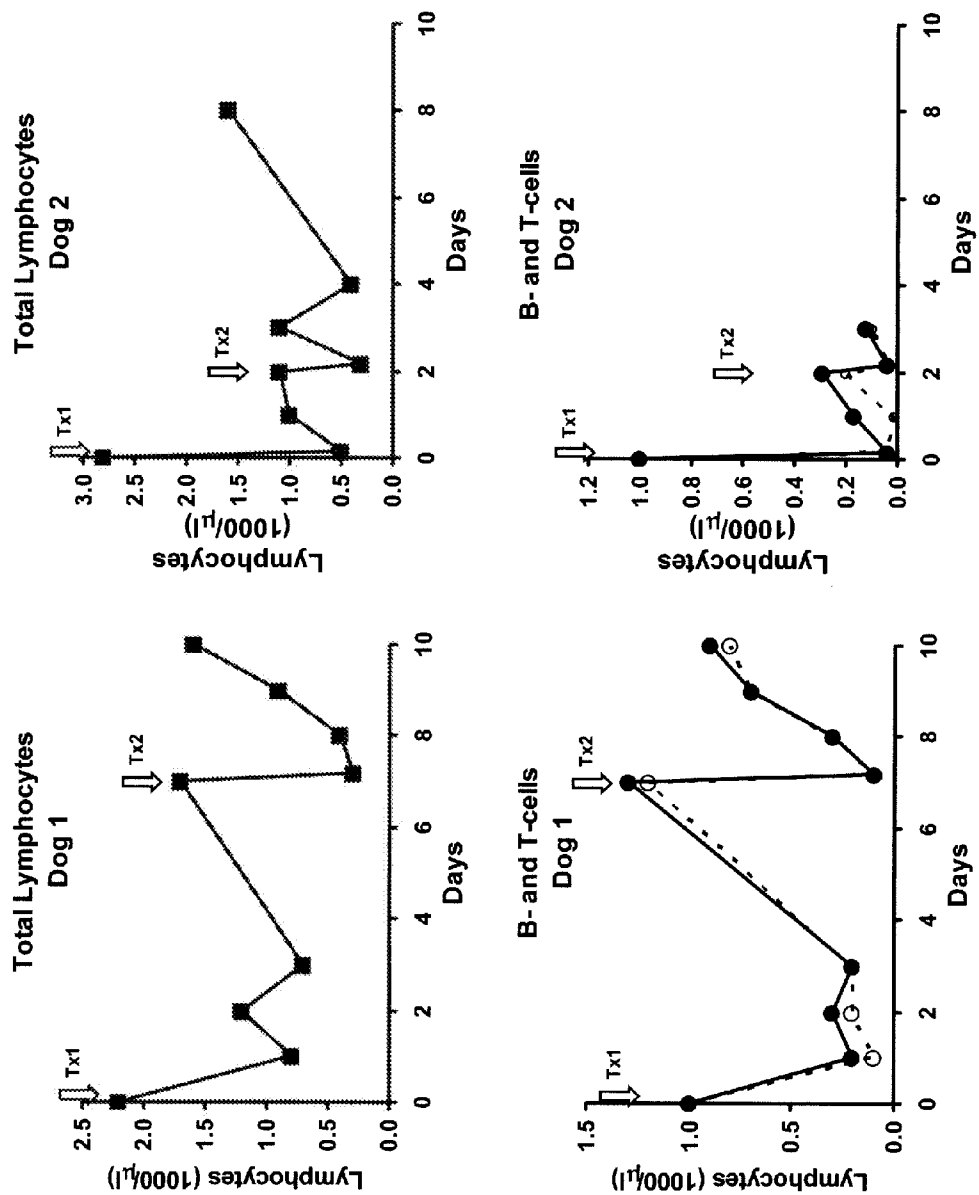 Total Lymphocytes
Dog 1
Lymphocytes (1000/µl)
2.5
2.0
1.5
1.0
0.5
0.0
Tx1
Tx2
0 2 4 6 8 10
Days
Total Lymphocytes
Dog 2
Lymphocytes
(1000/µl)
3.0
2.5
2.0
1.5
1.0
0.5
0.0
Tx1
Tx2
0 2 4 6 8 10
Days
B- and T-cells
Dog 1
Lymphocytes (1000/µl)
1.5
1.0
0.5
0.0
Tx1
Tx2
0 2 4 6 8 10
Days
B- and T-cells
Dog 2
Lymphocytes
(1000/µl)
1.2
1.0
0.8
0.6
0.4
0.2
0.0
Tx1
Tx2
0 2 4 6 8 10
Days